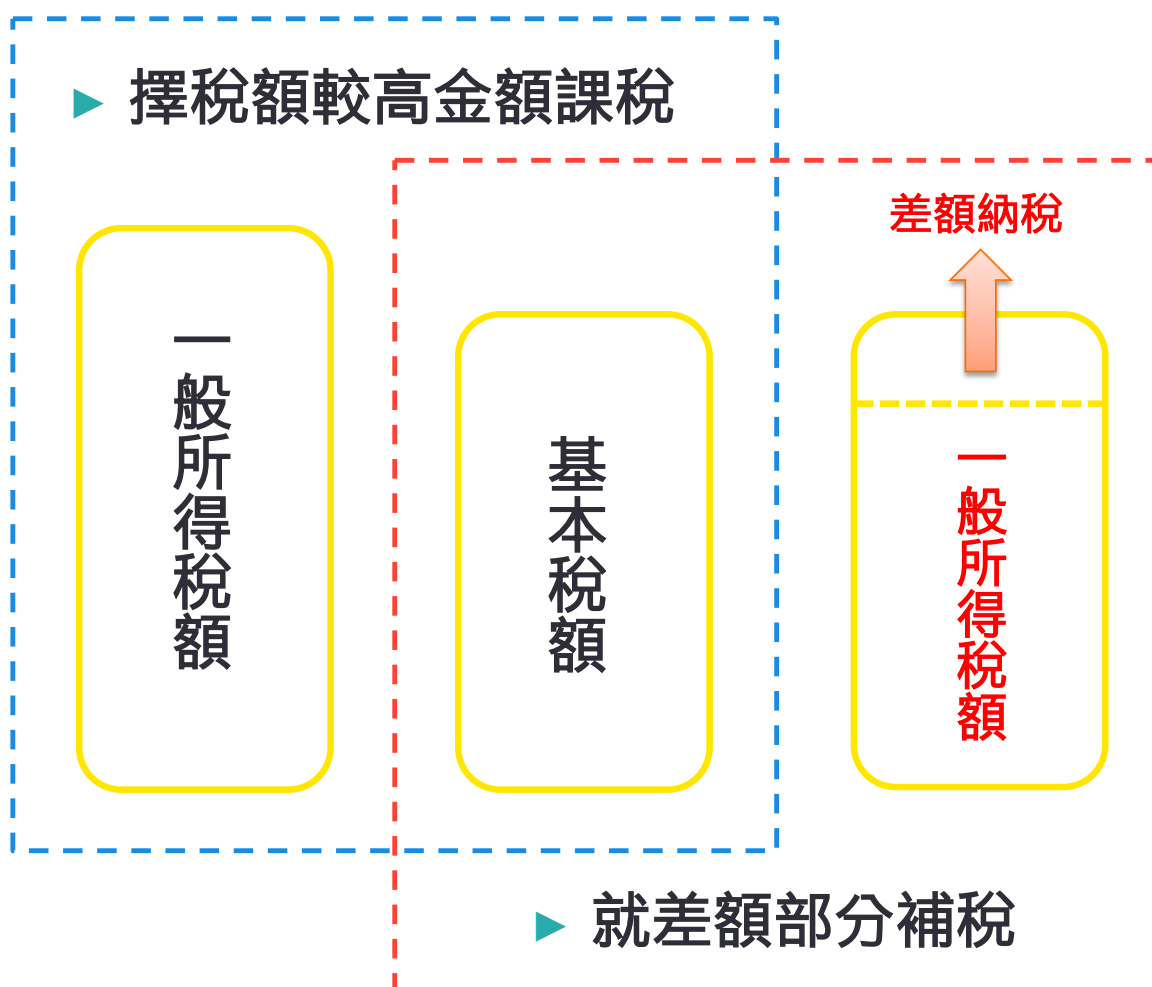 擇稅額較高金額課稅
差額納稅
一般所得稅額
基本稅額
一般所得稅額
就差額部分補稅